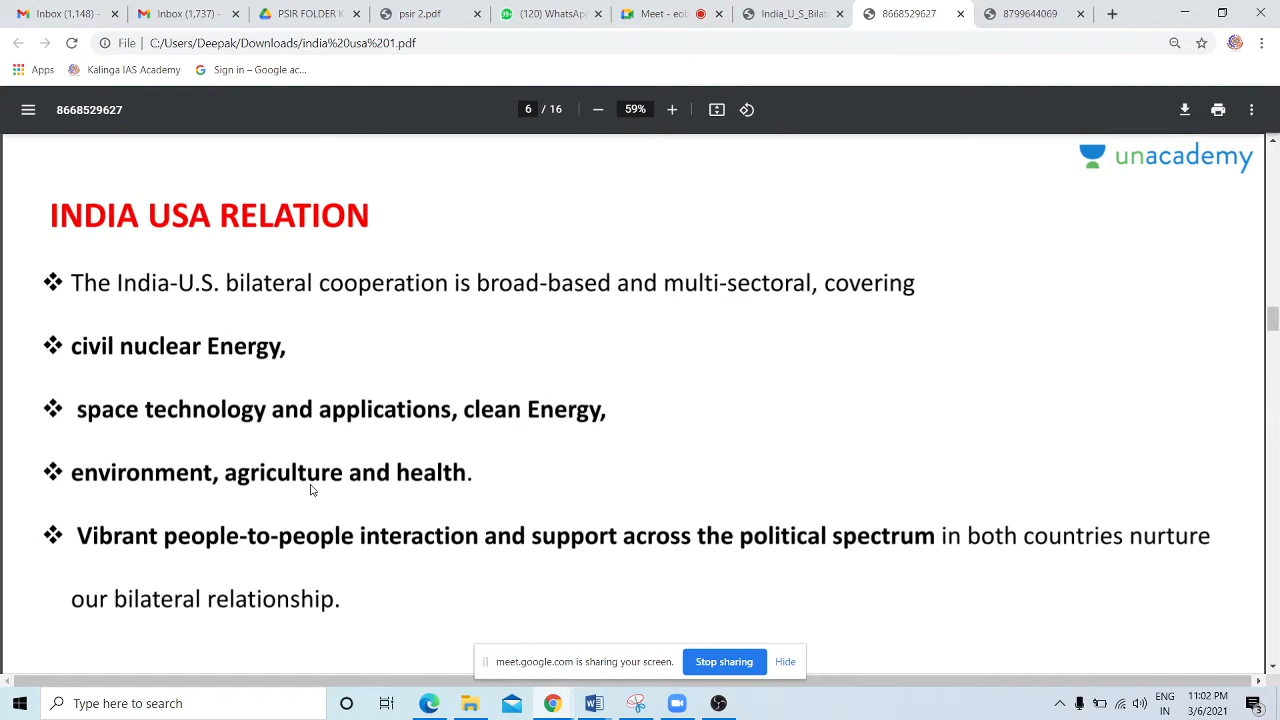 Inbox (1,148) -
Inbox (1,737) - d
PSIR FOLDER K
psir 2.pdf
(120) WhatsApp
Meet - eob
India_U_S_Bilate
8668529627
8799644069
File | C:/Users/Deepak/Downloads/india%20usa%201.pdf
Apps Kalinga IAS Academy Sign in – Google ac...
8668529627 6 / 16 59%
unacademy
INDIA USA RELATION
The India-U.S. bilateral cooperation is broad-based and multi-sectoral, covering
civil nuclear Energy,
space technology and applications, clean Energy,
environment, agriculture and health.
Vibrant people-to-people interaction and support across the political spectrum in both countries nurture
our bilateral relationship.
meet.google.com is sharing your screen. Stop sharing Hide
Type here to search
ENG 11:02 PM
IN 3/6/2021 3